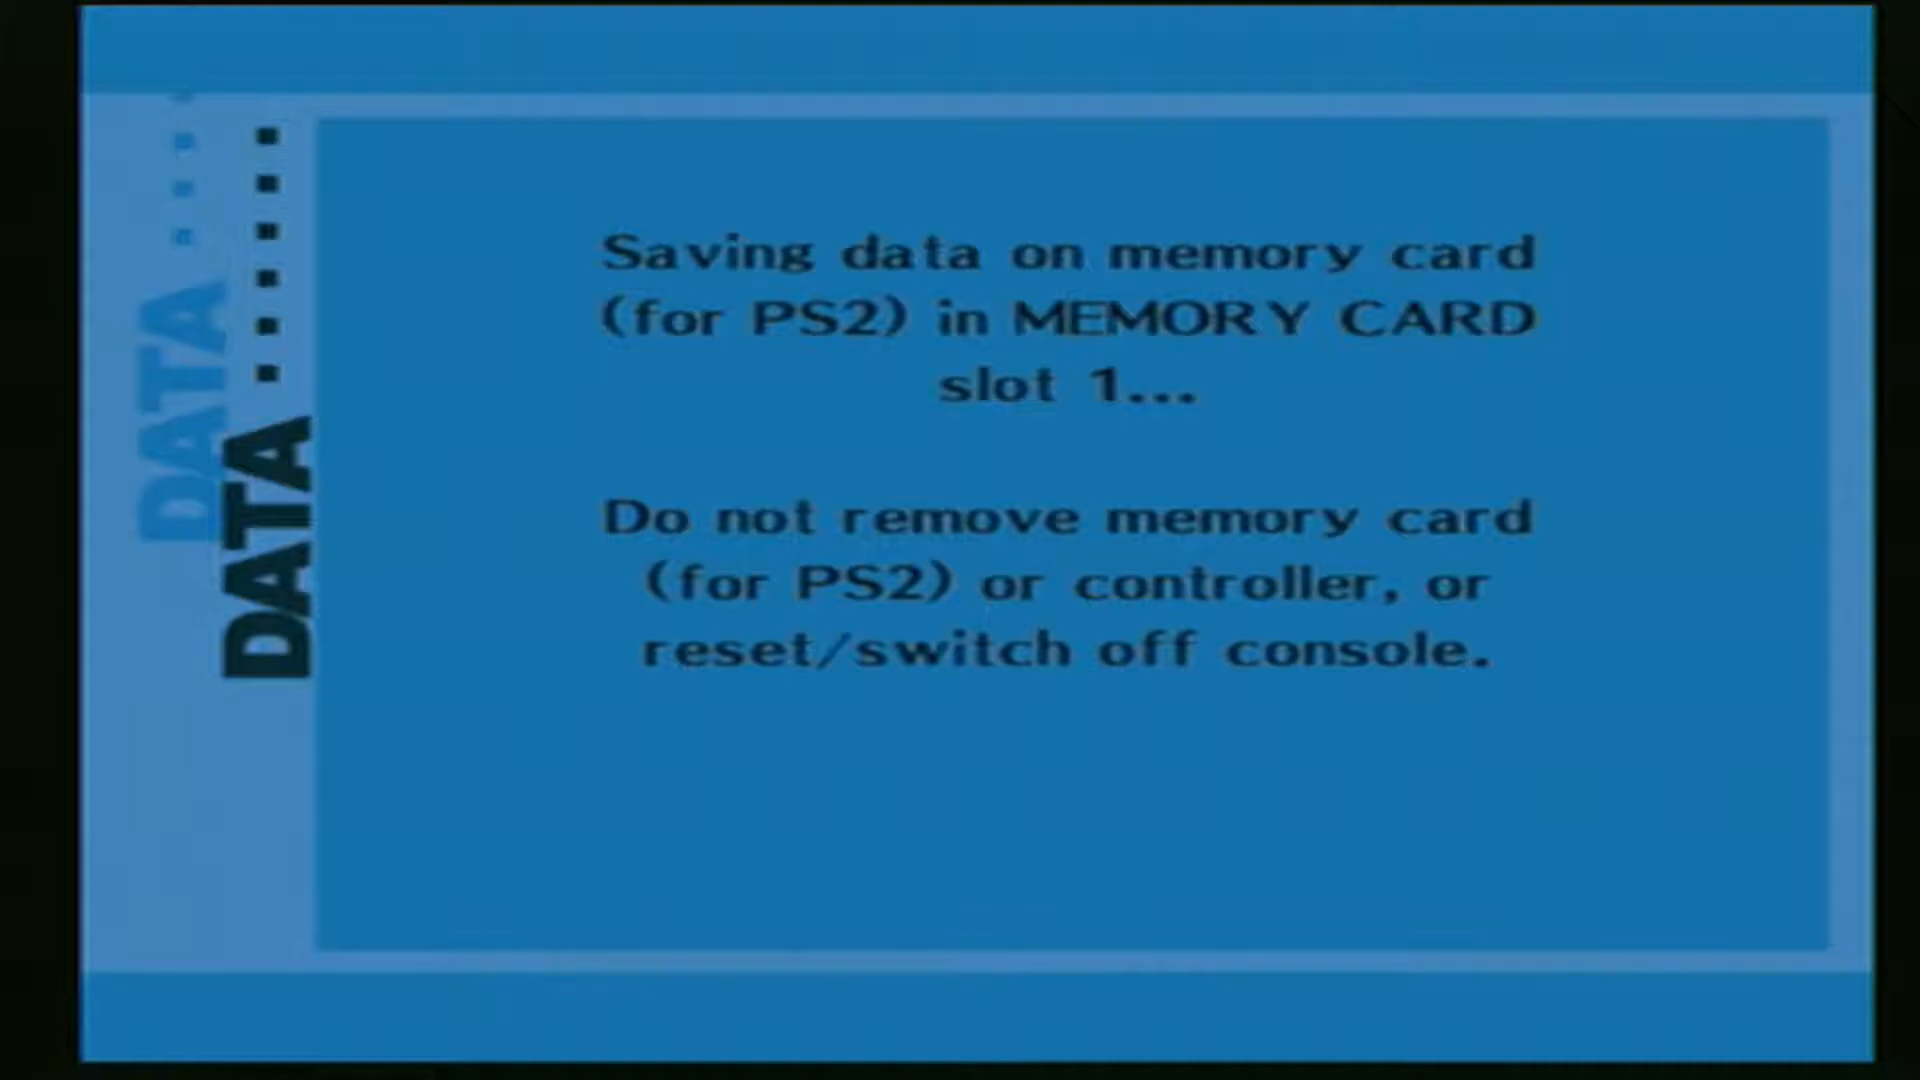 DATA
DATA
Saving data on memory card
(for PS2) in MEMORY CARD
slot 1...
Do not remove memory card
(for PS2) or controller, or
reset/switch off console.